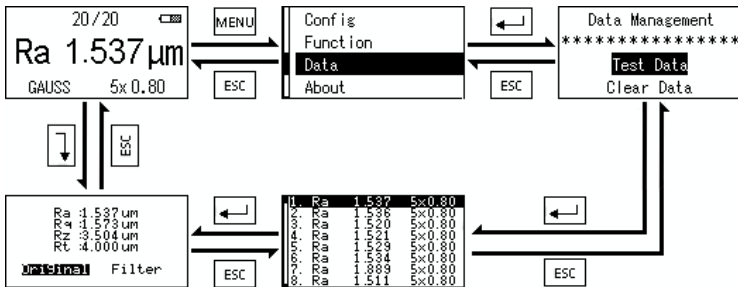 20/20
Ra 1.537 µm
GAUSS 5x0.80
MENU
ESC
Config
Function
Data
About
ESC
Data Management
***************
Test Data
Clear Data
ESC
Ra :1.537um
Rq :1.573um
Rz :3.504um
Rt :4.000um
Original Filter
ESC
1. Ra 1.537 5x0.80
2. Ra 1.536 5x0.80
3. Ra 1.520 5x0.80
4. Ra 1.521 5x0.80
5. Ra 1.529 5x0.80
6. Ra 1.534 5x0.80
7. Ra 1.889 5x0.80
8. Ra 1.511 5x0.80
ESC